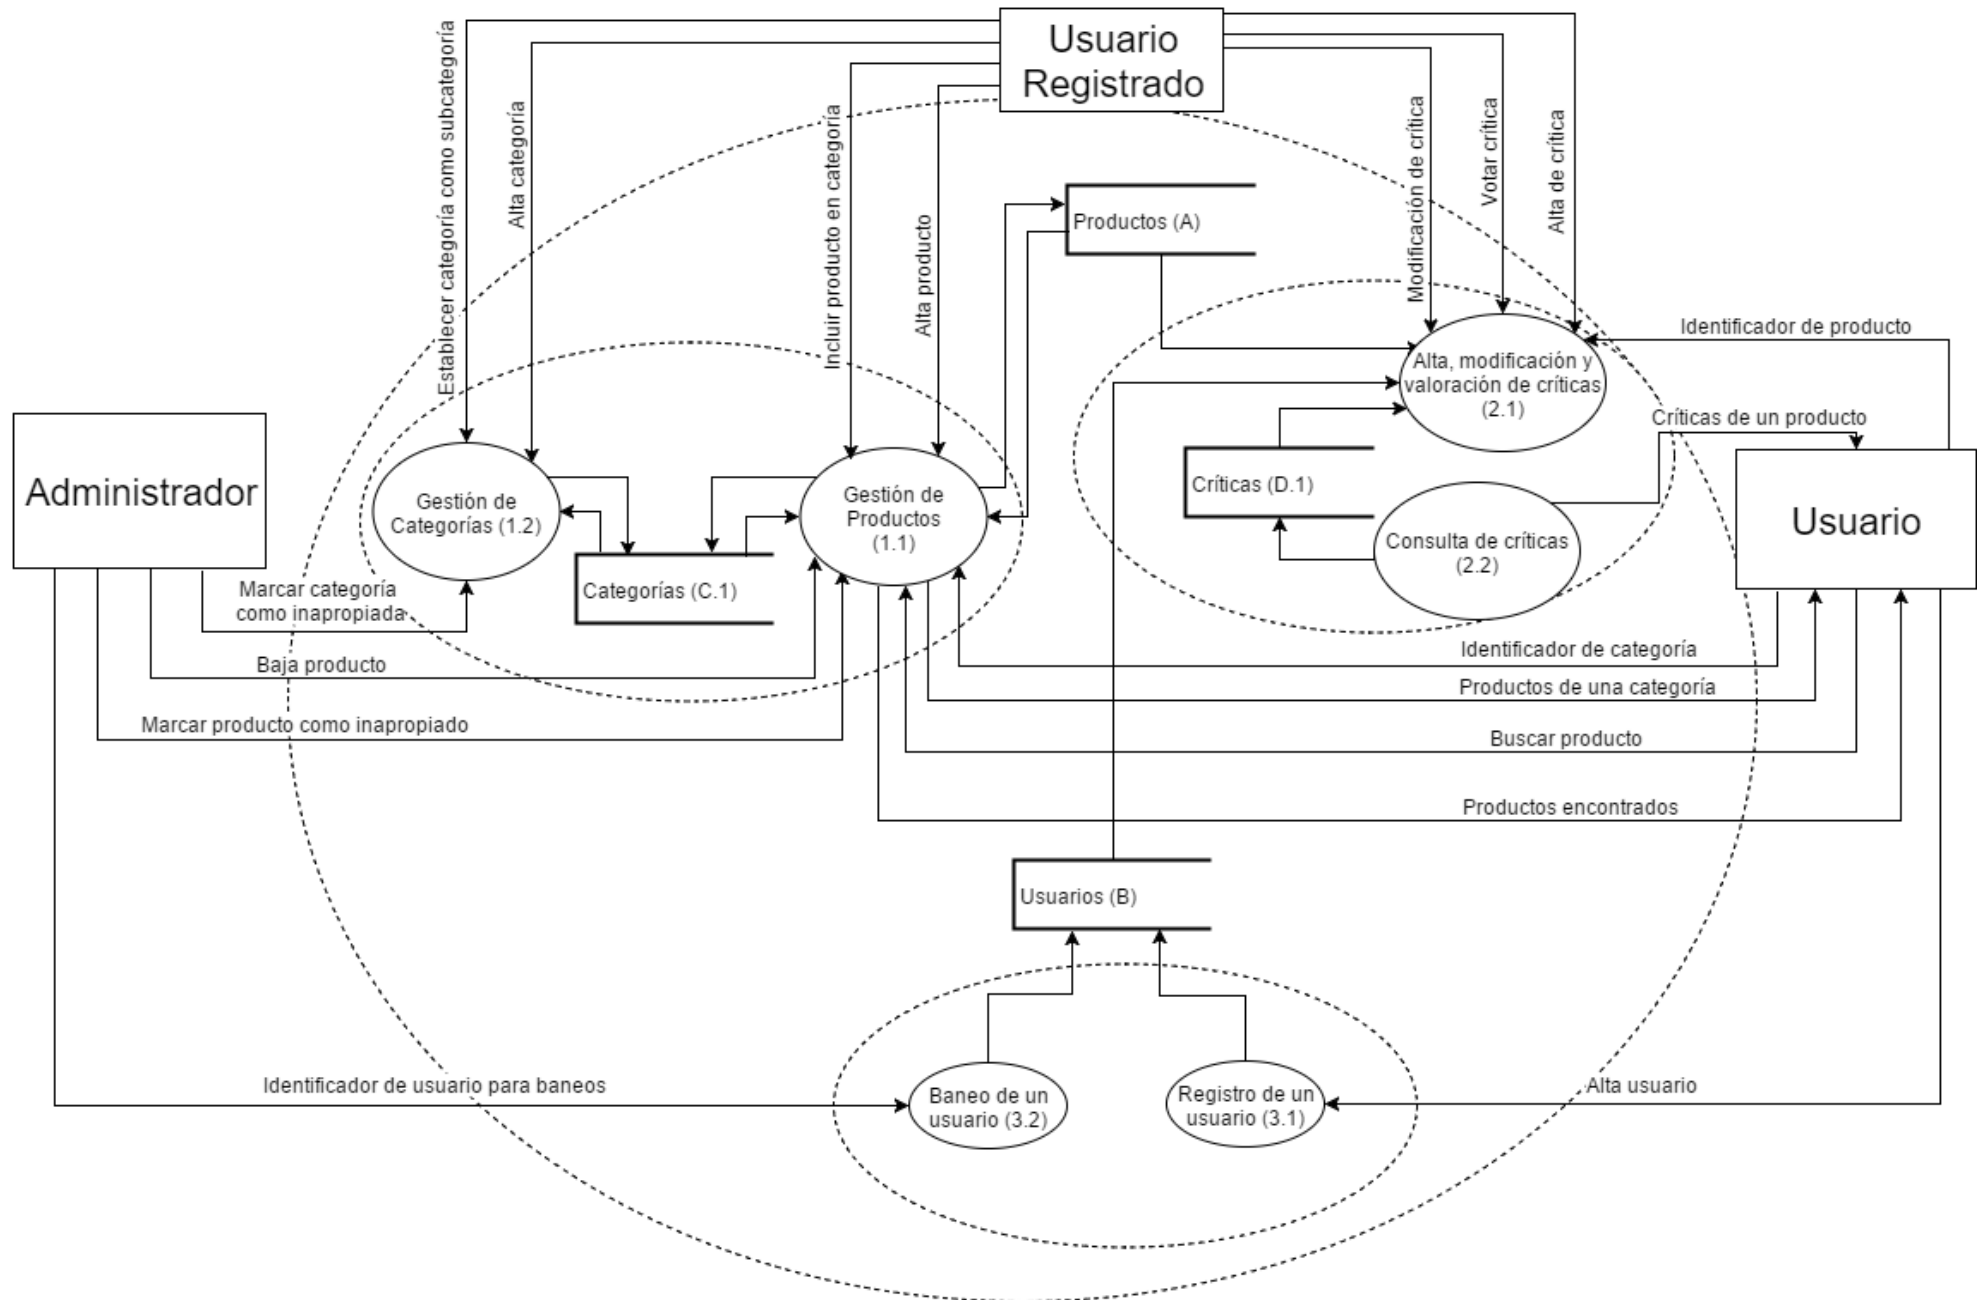 Usuario
Registrado
Establecer categoría como subcategoría
Alta categoría
Incluir producto en categoría
Alta producto
Modificación de crítica
Votar crítica
Alta de crítica
Productos (A)
Identificador de producto
Alta, modificación y
valoración de críticas
(2.1)
Críticas de un producto
Administrador
Gestión de
Categorías (1.2)
Gestión de
Productos
(1.1)
Críticas (D.1)
Usuario
Consulta de críticas
(2.2)
Categorías (C.1)
Marcar categoría
como inapropiada
Identificador de categoría
Baja producto
Productos de una categoría
Marcar producto como inapropiado
Buscar producto
Productos encontrados
Usuarios (B)
Identificador de usuario para baneos
Baneo de un
usuario (3.2)
Registro de un
usuario (3.1)
Alta usuario